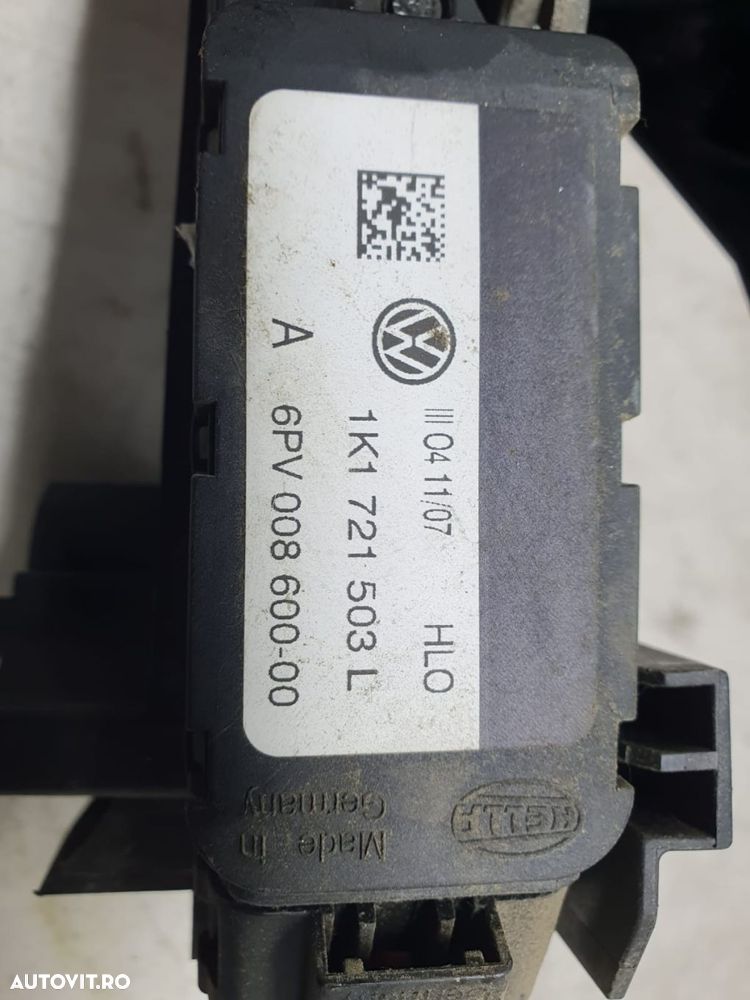 III 04 11/07 HLO
1K1 721 503 L
A 6PV 008 600-00
HELLA
Made in
Germany
AUTOVIT.RO